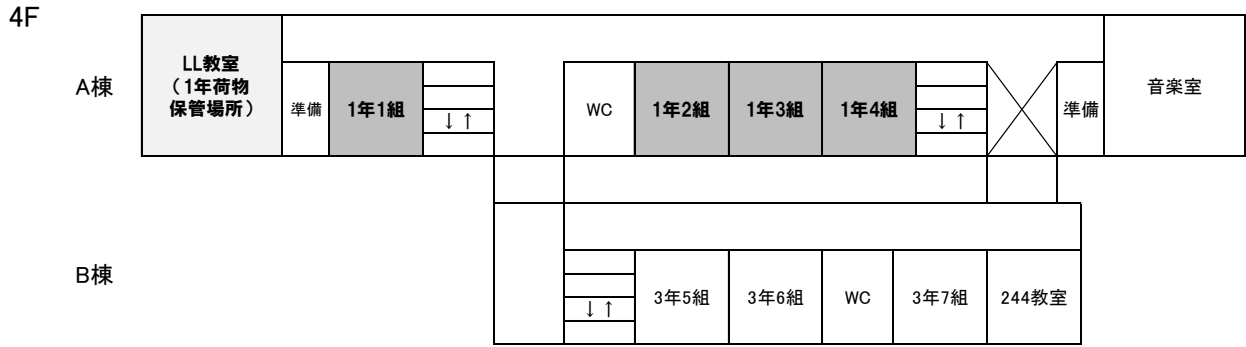 4F
A棟
LL教室
（1年荷物
保管場所）
準備
1年1組
↓ ↑
WC
1年2組
1年3組
1年4組
↓ ↑
準備
音楽室
B棟
↓ ↑
3年5組
3年6組
WC
3年7組
244教室